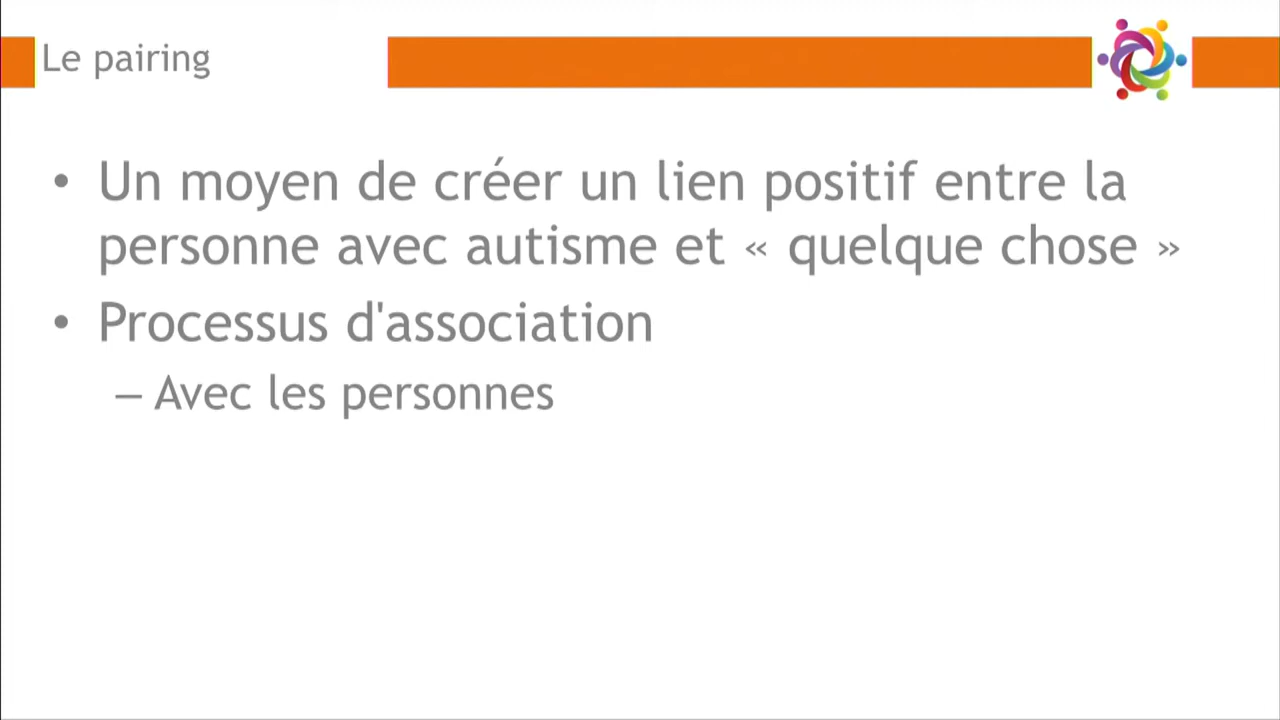 Le pairing
• Un moyen de créer un lien positif entre la
personne avec autisme et « quelque chose »
• Processus d'association
– Avec les personnes